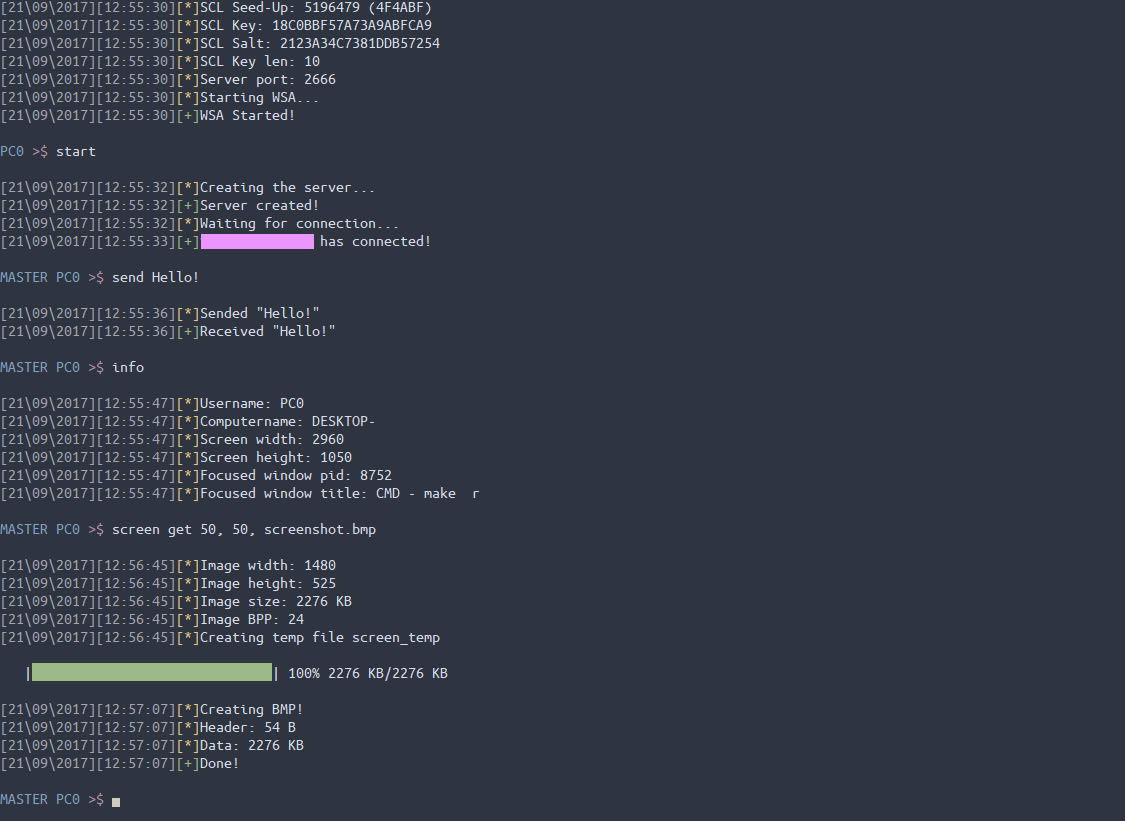 [21\09\2017][12:55:30][*]SCL Seed-Up: 5196479 (4F4ABF)
[21\09\2017][12:55:30][*]SCL Key: 18C0BBF57A73A9ABFCA9
[21\09\2017][12:55:30][*]SCL Salt: 2123A34C7381DDB57254
[21\09\2017][12:55:30][*]SCL Key len: 10
[21\09\2017][12:55:30][*]Server port: 2666
[21\09\2017][12:55:30][*]Starting WSA...
[21\09\2017][12:55:30][+]WSA Started!
PC0 >$ start
[21\09\2017][12:55:32][*]Creating the server...
[21\09\2017][12:55:32][+]Server created!
[21\09\2017][12:55:32][*]Waiting for connection...
[21\09\2017][12:55:33][+] has connected!
MASTER PC0 >$ send Hello!
[21\09\2017][12:55:36][*]Sended "Hello!"
[21\09\2017][12:55:36][+]Received "Hello!"
MASTER PC0 >$ info
[21\09\2017][12:55:47][*]Username: PC0
[21\09\2017][12:55:47][*]Computername: DESKTOP-
[21\09\2017][12:55:47][*]Screen width: 2960
[21\09\2017][12:55:47][*]Screen height: 1050
[21\09\2017][12:55:47][*]Focused window pid: 8752
[21\09\2017][12:55:47][*]Focused window title: CMD - make  r
MASTER PC0 >$ screen get 50, 50, screenshot.bmp
[21\09\2017][12:56:45][*]Image width: 1480
[21\09\2017][12:56:45][*]Image height: 525
[21\09\2017][12:56:45][*]Image size: 2276 KB
[21\09\2017][12:56:45][*]Image BPP: 24
[21\09\2017][12:56:45][*]Creating temp file screen_temp
| | 100% 2276 KB/2276 KB
[21\09\2017][12:57:07][*]Creating BMP!
[21\09\2017][12:57:07][*]Header: 54 B
[21\09\2017][12:57:07][*]Data: 2276 KB
[21\09\2017][12:57:07][+]Done!
MASTER PC0 >$